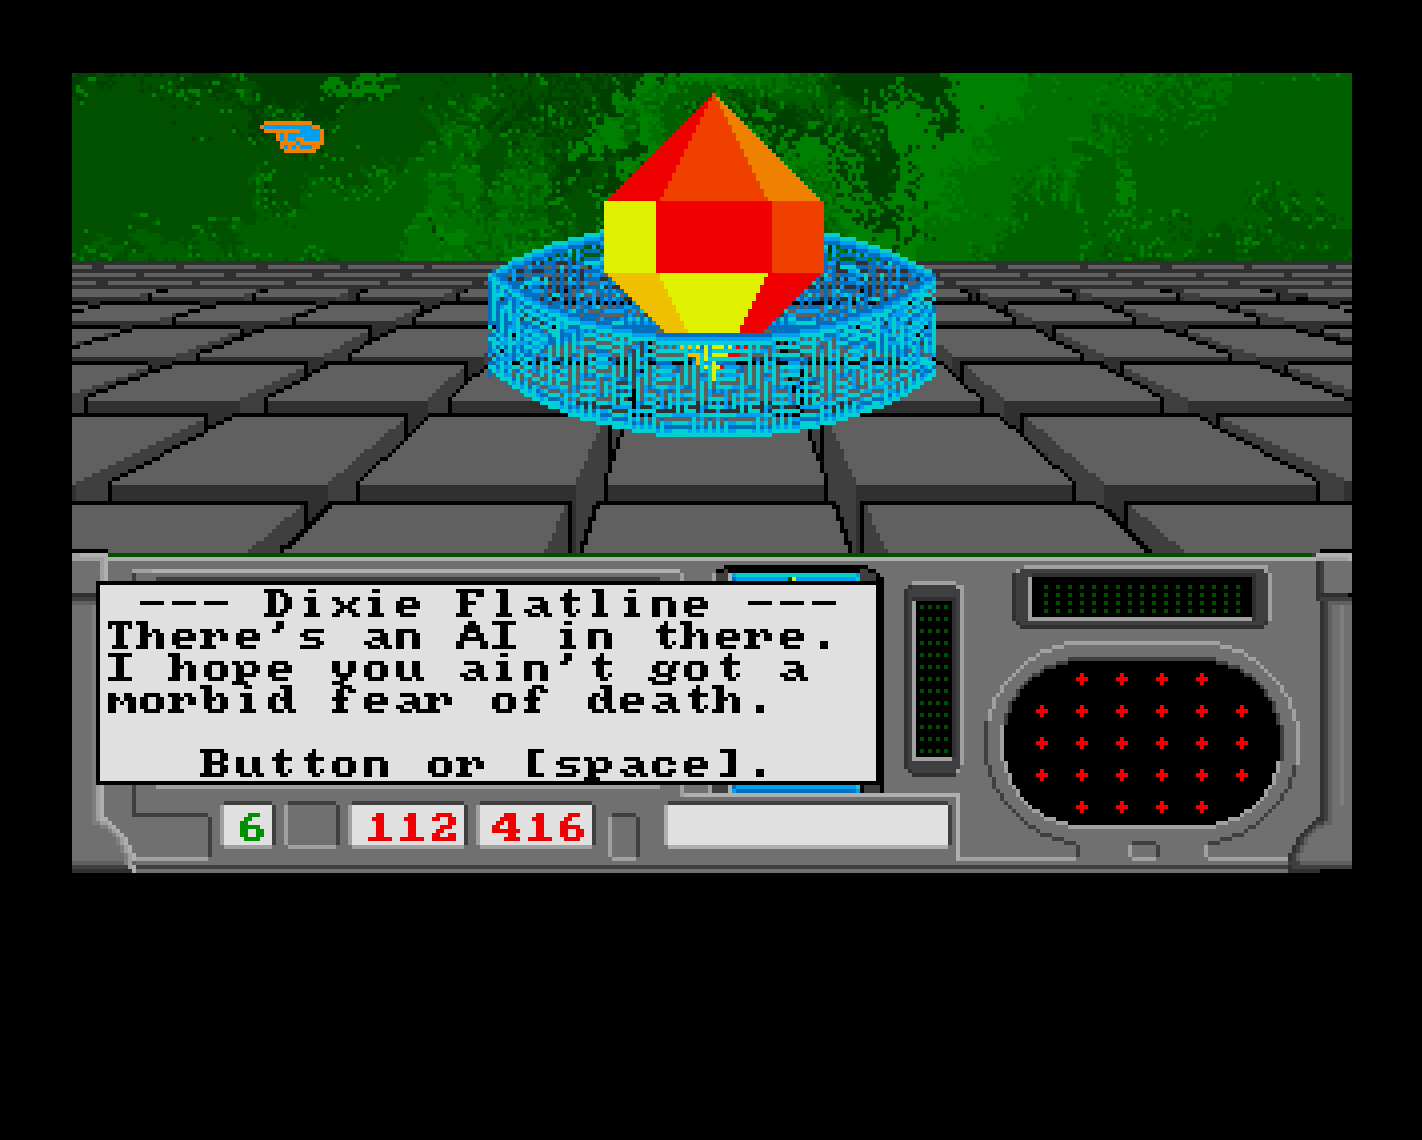 --- Dixie Flatline ---
There's an AI in there.
I hope you ain't got a
morbid fear of death.
Button or [space].
6 112 416